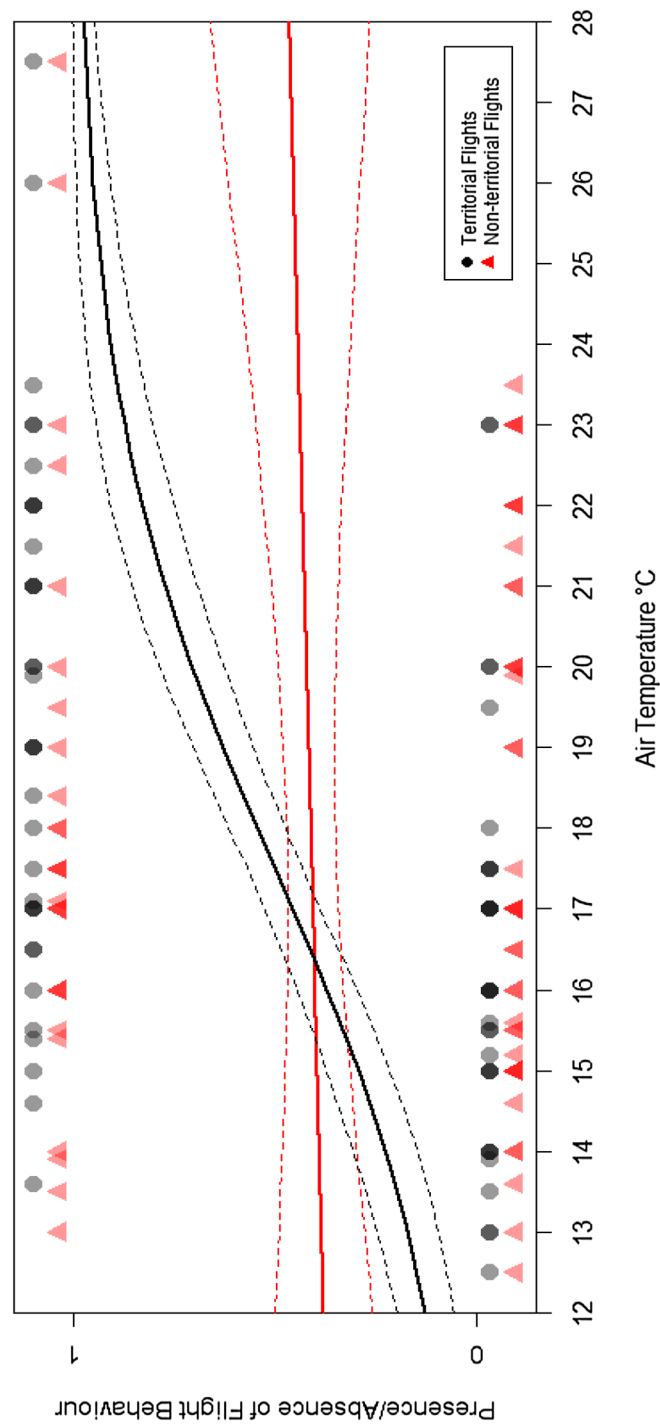 Presence/Absence of Flight Behaviour
1
0
12 13 14 15 16 17 18 19 20 21 22 23 24 25 26 27 28
Air Temperature °C
Territorial Flights
Non-territorial Flights